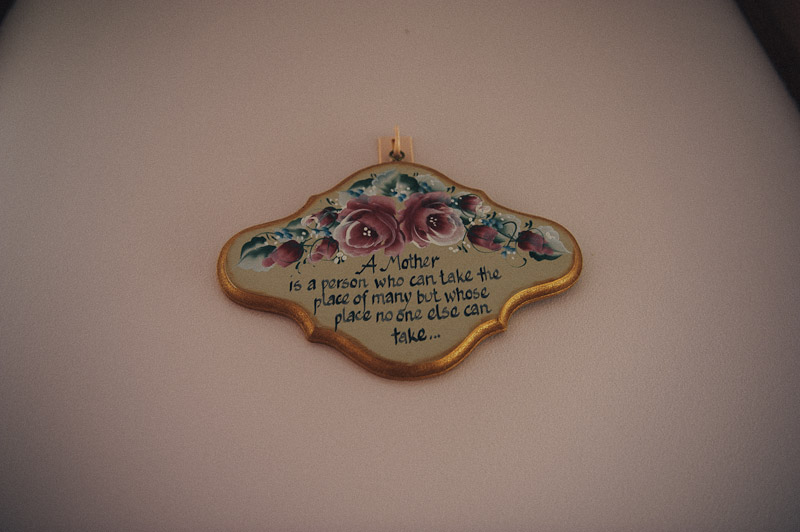 A Mother
is a person who can take the
place of many but whose
place no one else can
take...